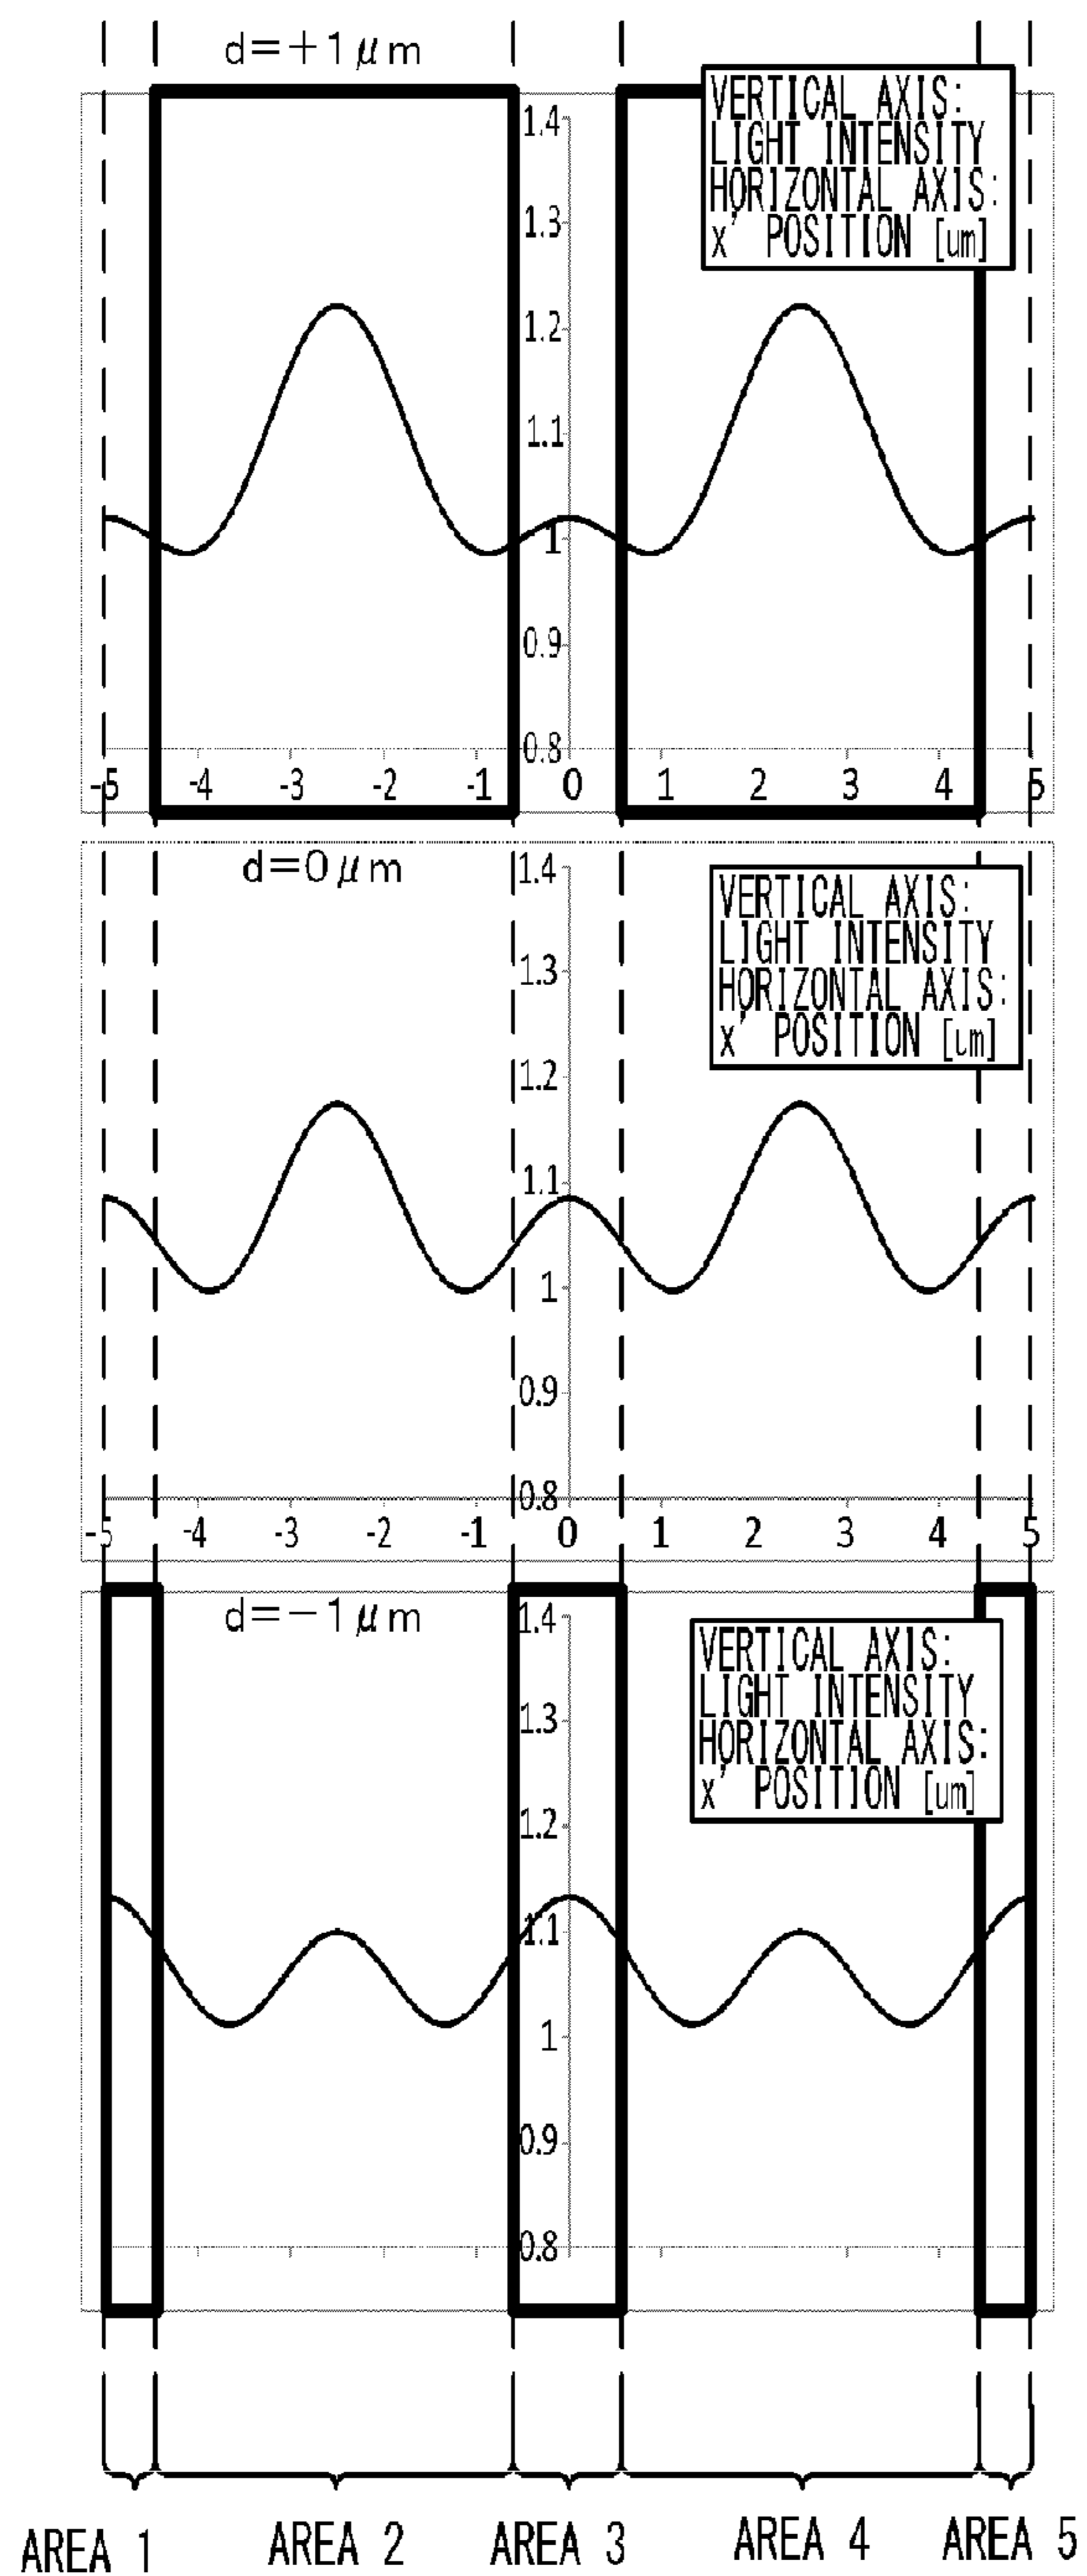 d=+1μm
VERTICAL AXIS:
LIGHT INTENSITY
HORIZONTAL AXIS:
x' POSITION [um]
1.4
1.3
1.2
1.1
1
0.9
0.8
-5 -4 -3 -2 -1 0 1 2 3 4 5
d=0μm
VERTICAL AXIS:
LIGHT INTENSITY
HORIZONTAL AXIS:
x' POSITION [um]
1.4
1.3
1.2
1.1
1
0.9
0.8
-5 -4 -3 -2 -1 0 1 2 3 4 5
d=-1μm
VERTICAL AXIS:
LIGHT INTENSITY
HORIZONTAL AXIS:
x' POSITION [um]
1.4
1.3
1.2
1.1
1
0.9
0.8
AREA 1 AREA 2 AREA 3 AREA 4 AREA 5